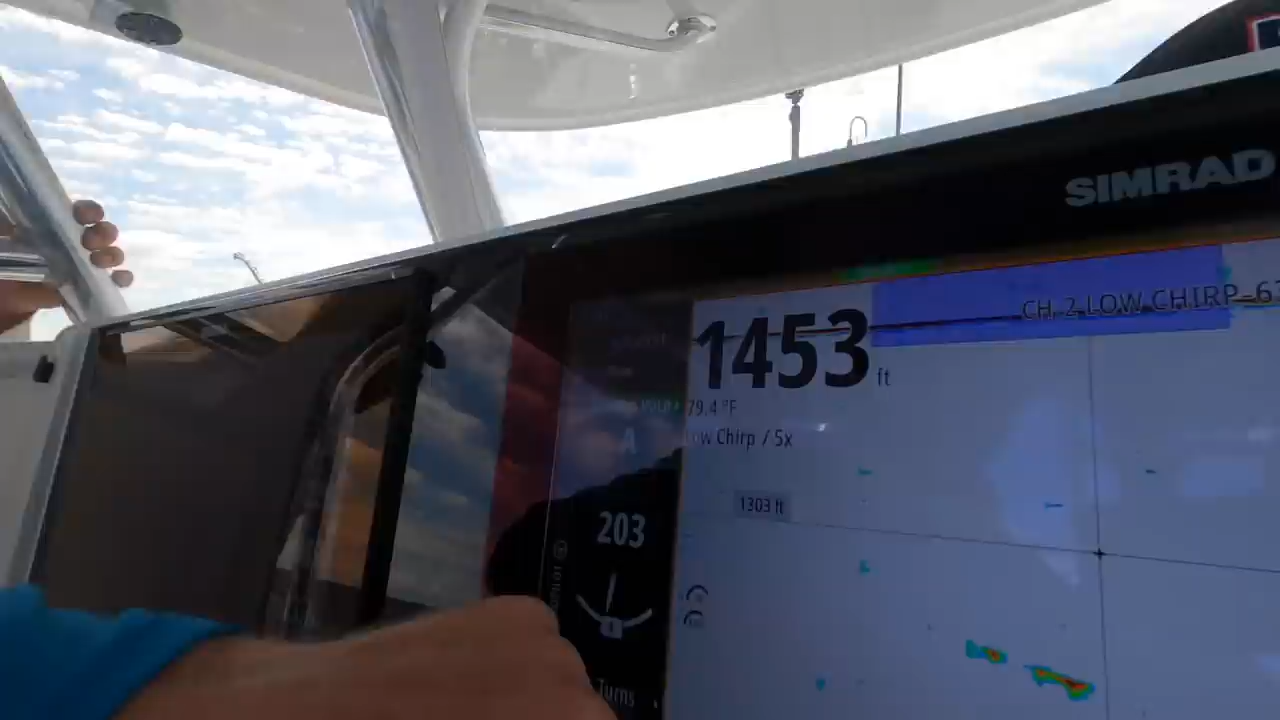 SIMRAD
CH. 2 LOW CHIRP
1453 ft
79.4 °F
Low Chirp / 5x
A
1303 ft
203
Turns